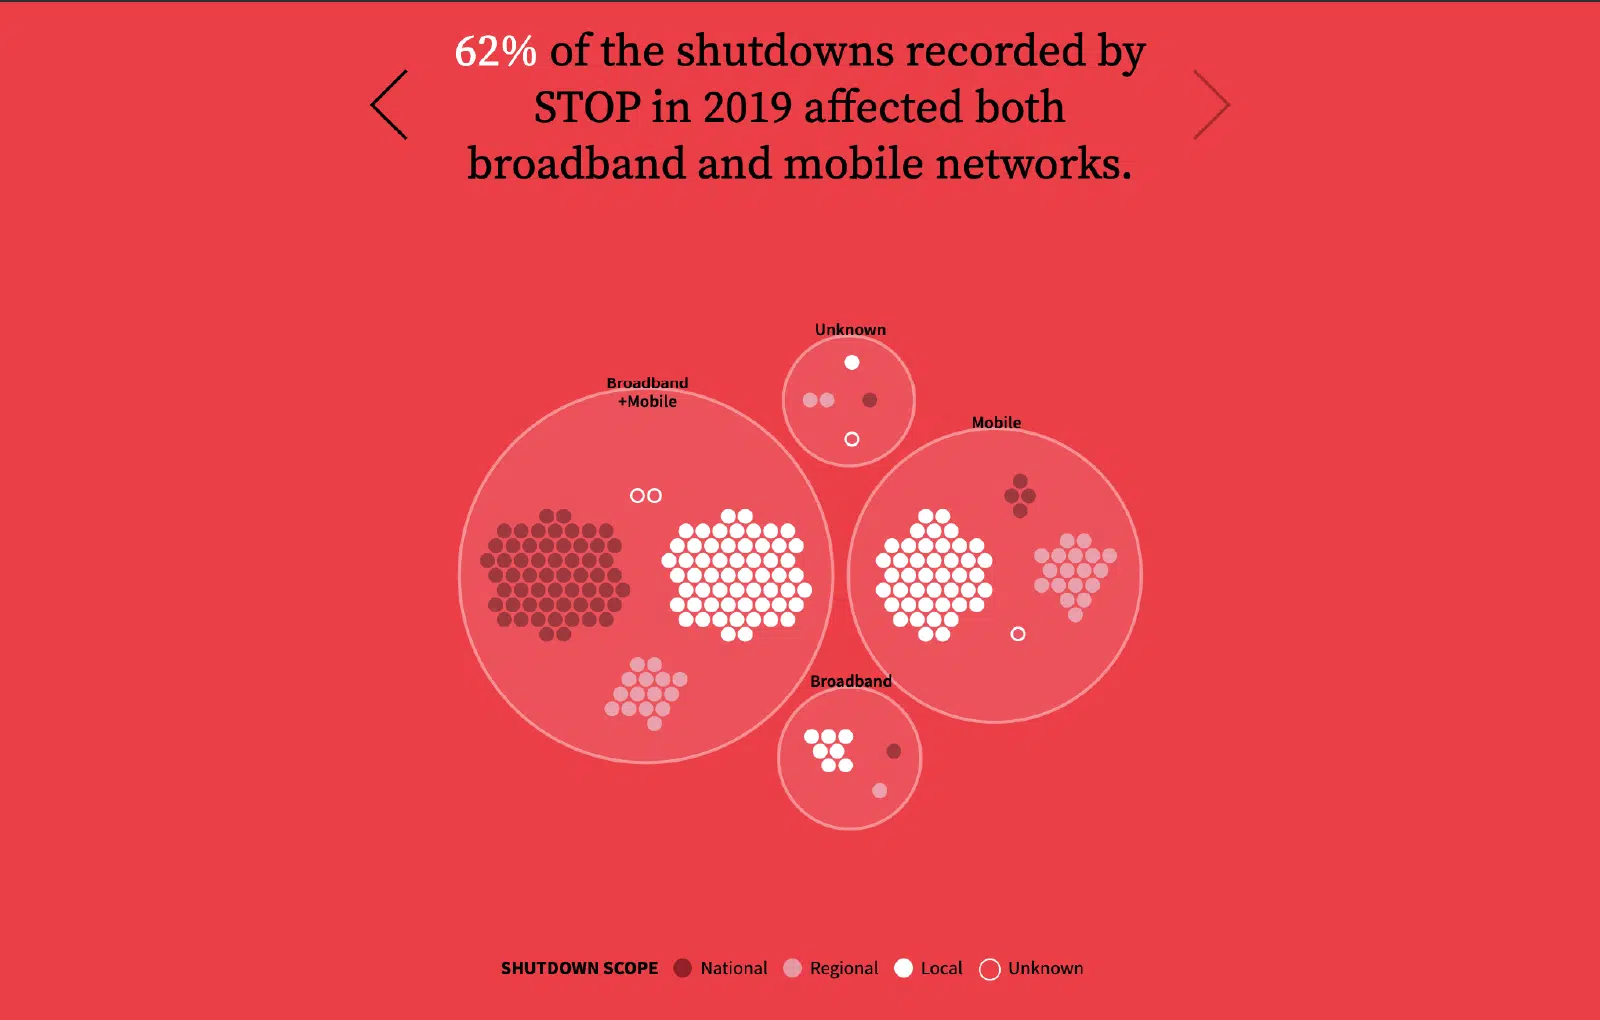 62% of the shutdowns recorded by
STOP in 2019 affected both
broadband and mobile networks.
Unknown
Broadband
+Mobile
Mobile
Broadband
SHUTDOWN SCOPE National Regional Local Unknown